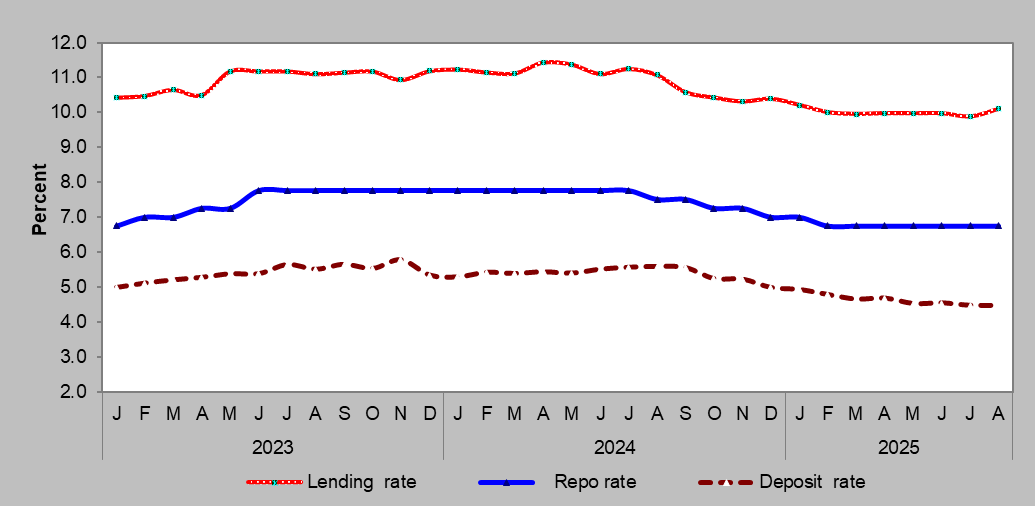 12.0
11.0
10.0
9.0
8.0
7.0
6.0
5.0
4.0
3.0
2.0
Percent
J F M A M J J A S O N D J F M A M J J A S O N D J F M A M J J A
2023 2024 2025
Lending rate Repo rate Deposit rate